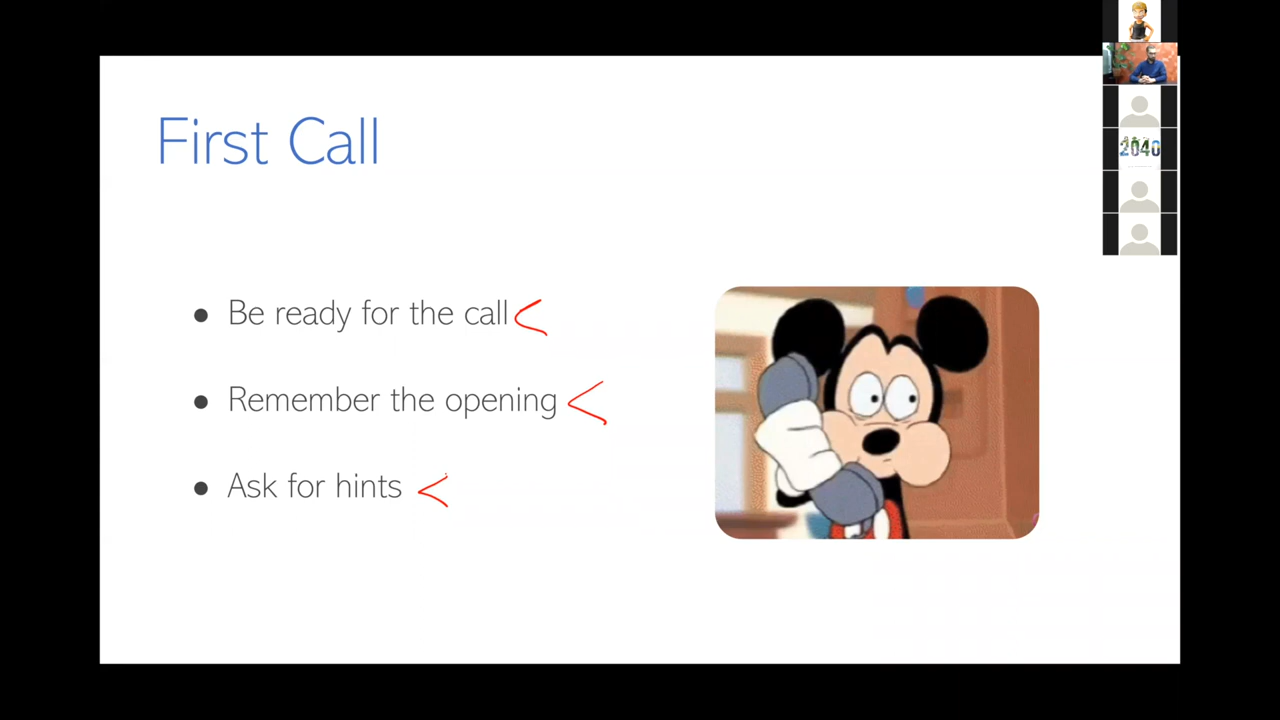 2040
First Call
● Be ready for the call
● Remember the opening
● Ask for hints